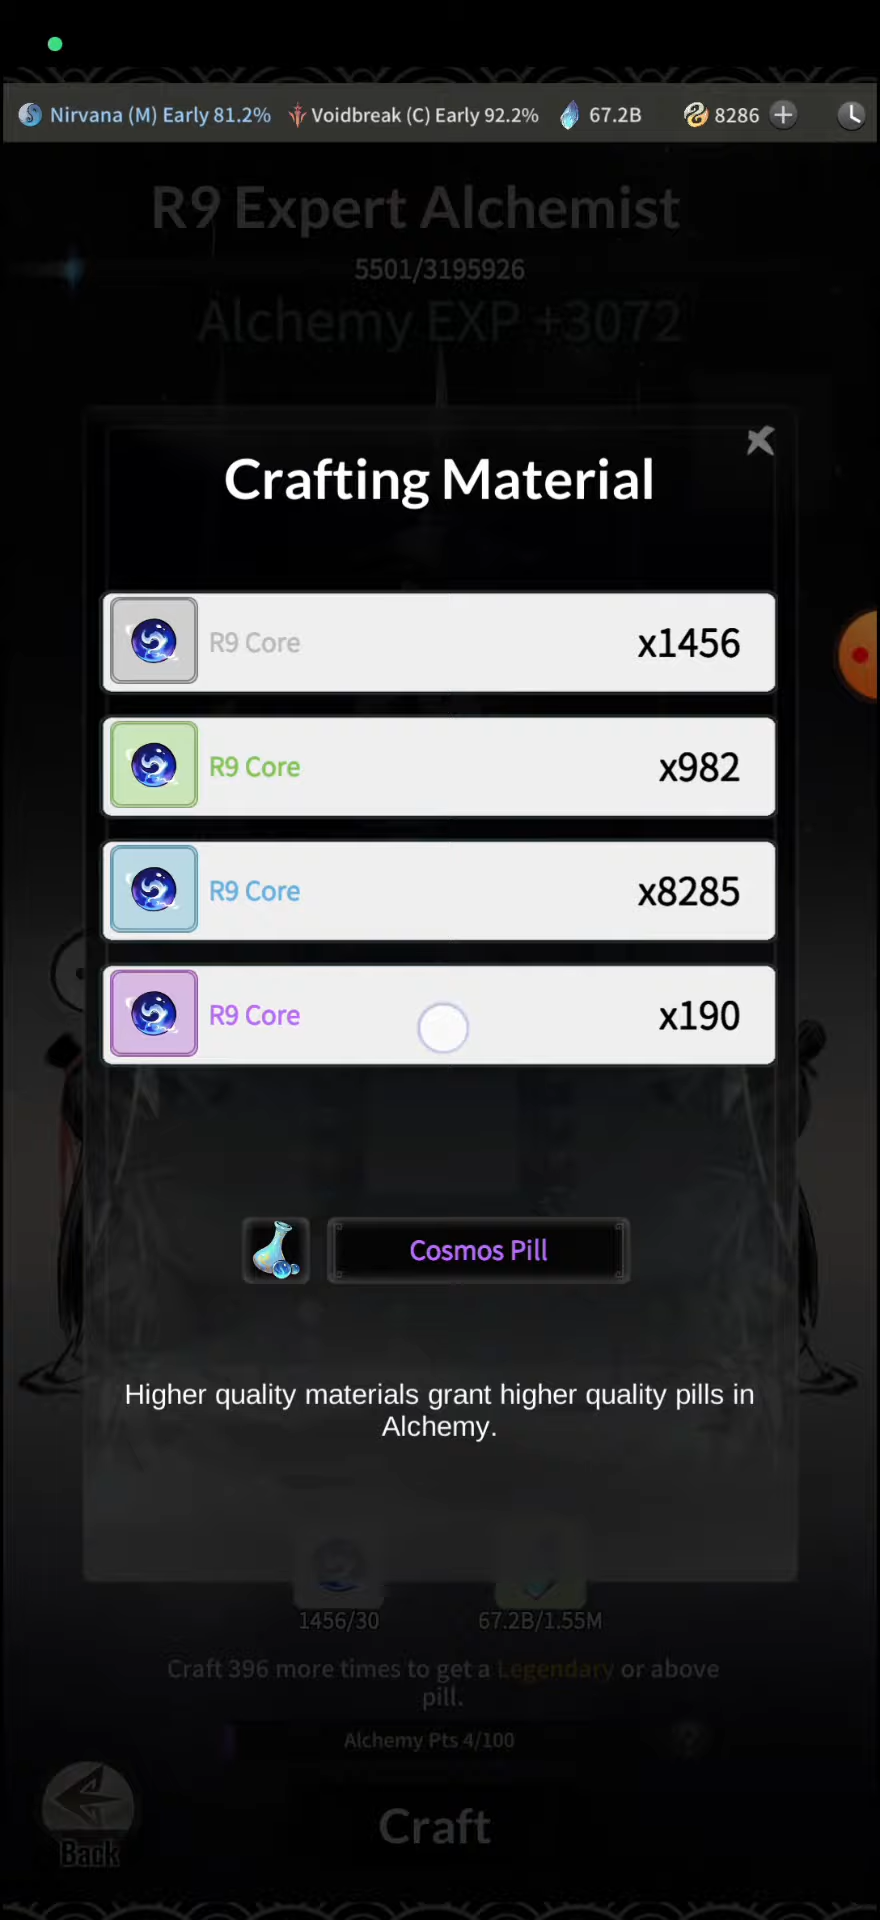 Nirvana (M) Early 81.2% Voidbreak (C) Early 92.2% 67.2B 8286
R9 Expert Alchemist
5501/3195926
Alchemy EXP +3072
Crafting Material
R9 Core x1456
R9 Core x982
R9 Core x8285
R9 Core x190
Cosmos Pill
Higher quality materials grant higher quality pills in
Alchemy.
1456/30 67.2B/1.55M
Craft 396 more times to get a Legendary or above
pill.
Alchemy Pts 4/100
Craft
Back